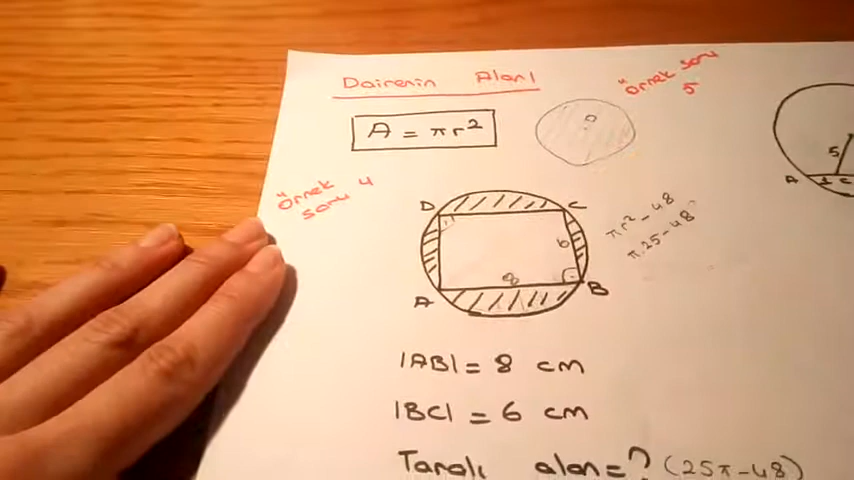 Dairenin Alanı
A = πr²
O
Örnek soru 5
5
A
Örnek soru 4
D
C
6
8
A
B
πr² - 48
π.25 - 48
|AB| = 8 cm
|BC| = 6 cm
Taralı alan = ? (25π - 48)